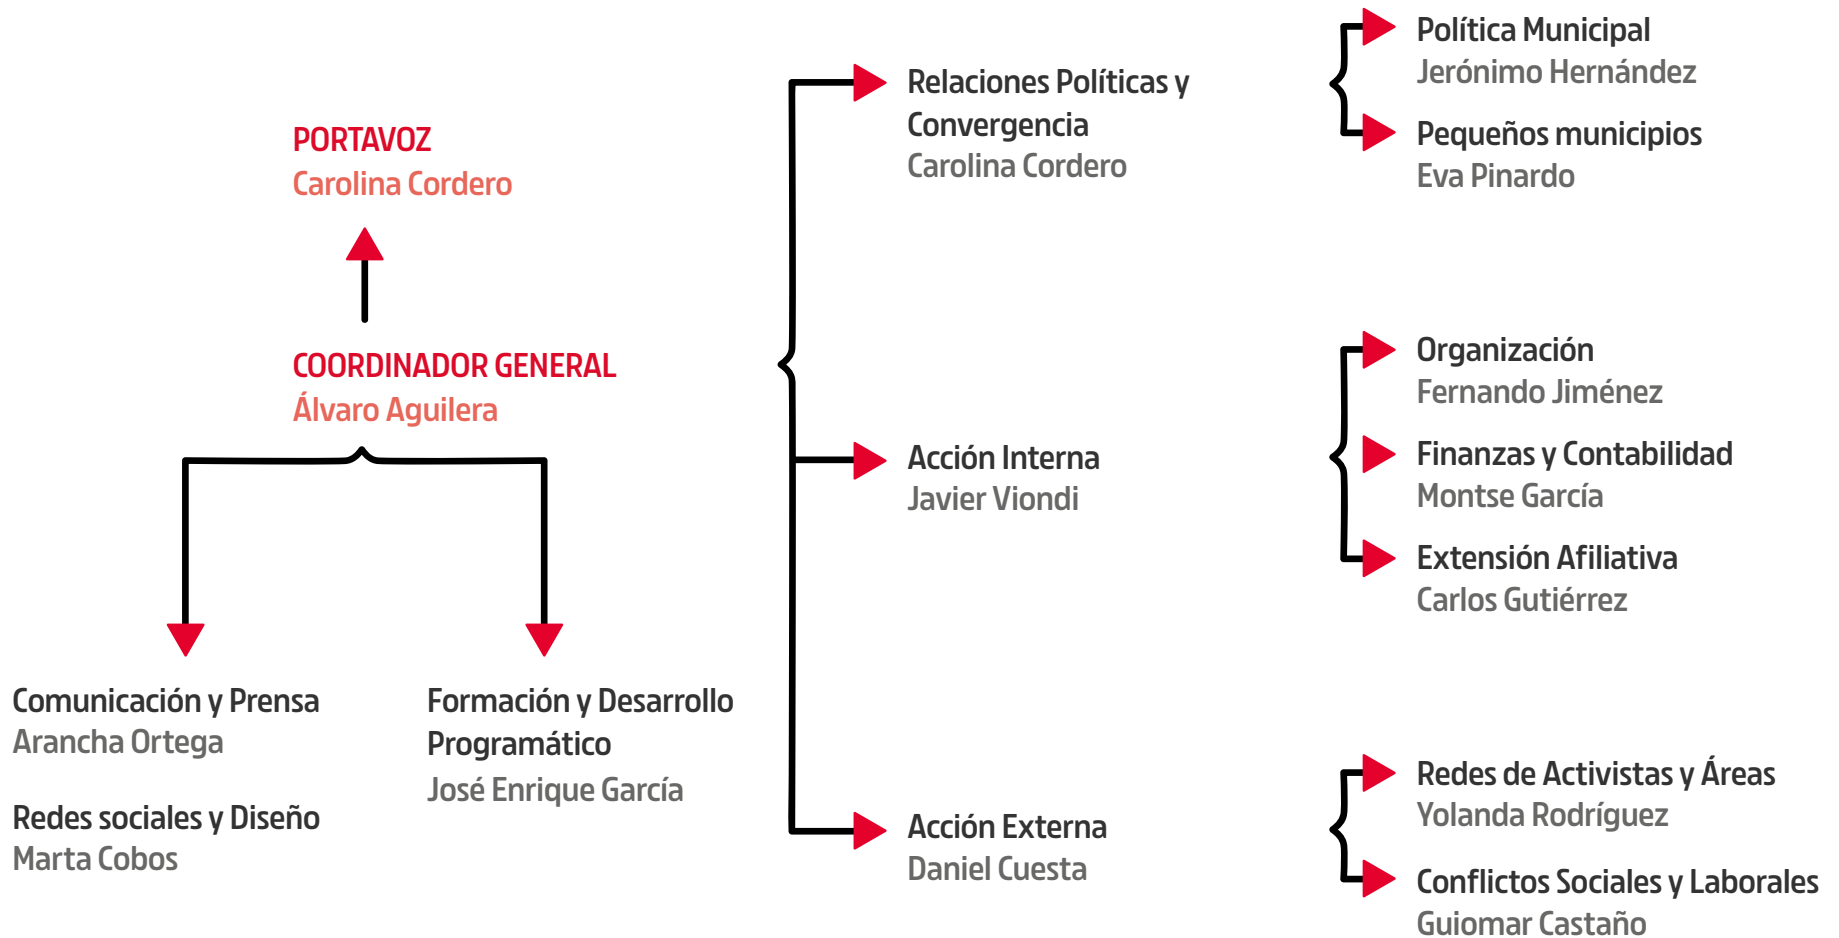 PORTAVOZ
Carolina Cordero
COORDINADOR GENERAL
Álvaro Aguilera
Comunicación y Prensa
Arancha Ortega
Redes sociales y Diseño
Marta Cobos
Formación y Desarrollo
Programático
José Enrique García
Relaciones Políticas y
Convergencia
Carolina Cordero
Política Municipal
Jerónimo Hernández
Pequeños municipios
Eva Pinardo
Acción Interna
Javier Viondi
Organización
Fernando Jiménez
Finanzas y Contabilidad
Montse García
Extensión Afiliativa
Carlos Gutiérrez
Acción Externa
Daniel Cuesta
Redes de Activistas y Áreas
Yolanda Rodríguez
Conflictos Sociales y Laborales
Guiomar Castaño